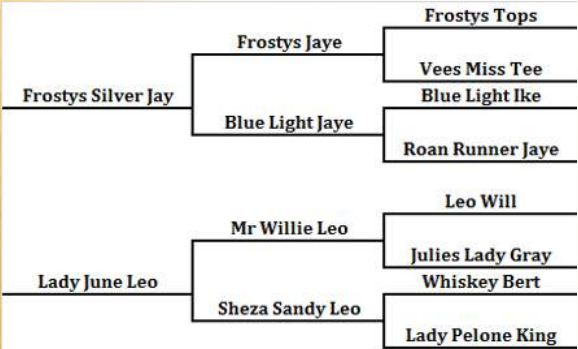 Frostys Tops
Frostys Jaye
Vees Miss Tee
Frostys Silver Jay
Blue Light Ike
Blue Light Jaye
Roan Runner Jaye
Leo Will
Mr Willie Leo
Julies Lady Gray
Lady June Leo
Whiskey Bert
Sheza Sandy Leo
Lady Pelone King